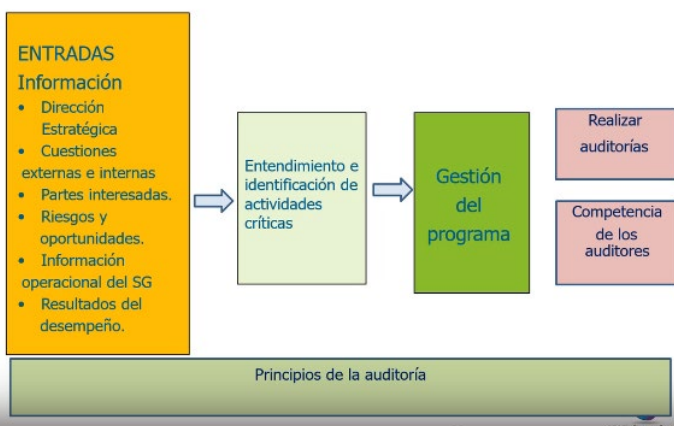 ENTRADAS
Información
• Dirección
Estratégica
• Cuestiones
externas e internas
• Partes interesadas.
• Riesgos y
oportunidades.
• Información
operacional del SG
• Resultados del
desempeño.
Entendimiento e
identificación de
actividades
críticas
Gestión
del
programa
Realizar
auditorías
Competencia
de los
auditores
Principios de la auditoría